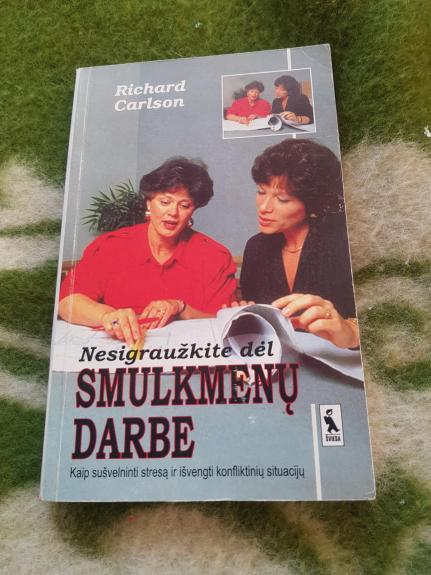 Richard
Carlson
Nesigraužkite dėl
SMULKMENŲ
DARBE
Kaip sušvelninti stresą ir išvengti konfliktinių situacijų
ŠVIESA